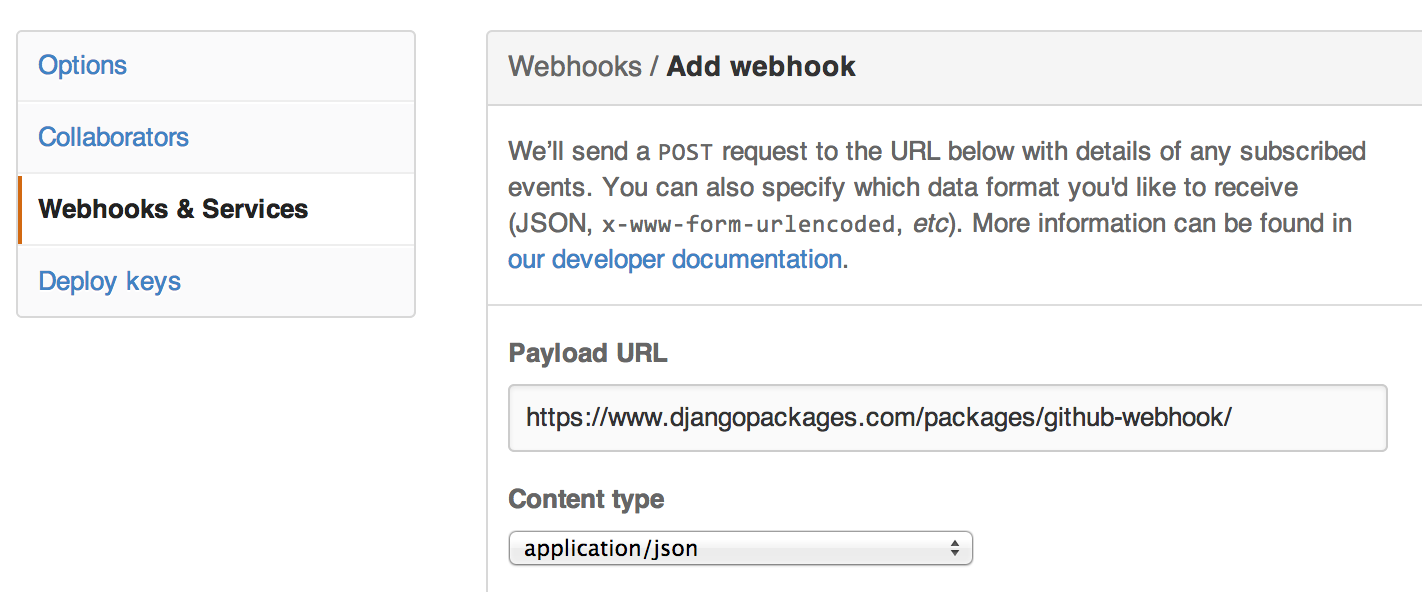 Options
Collaborators
Webhooks & Services
Deploy keys
Webhooks / Add webhook
We’ll send a POST request to the URL below with details of any subscribed
events. You can also specify which data format you'd like to receive
(JSON, x-www-form-urlencoded, etc). More information can be found in
our developer documentation.
Payload URL
https://www.djangopackages.com/packages/github-webhook/
Content type
application/json